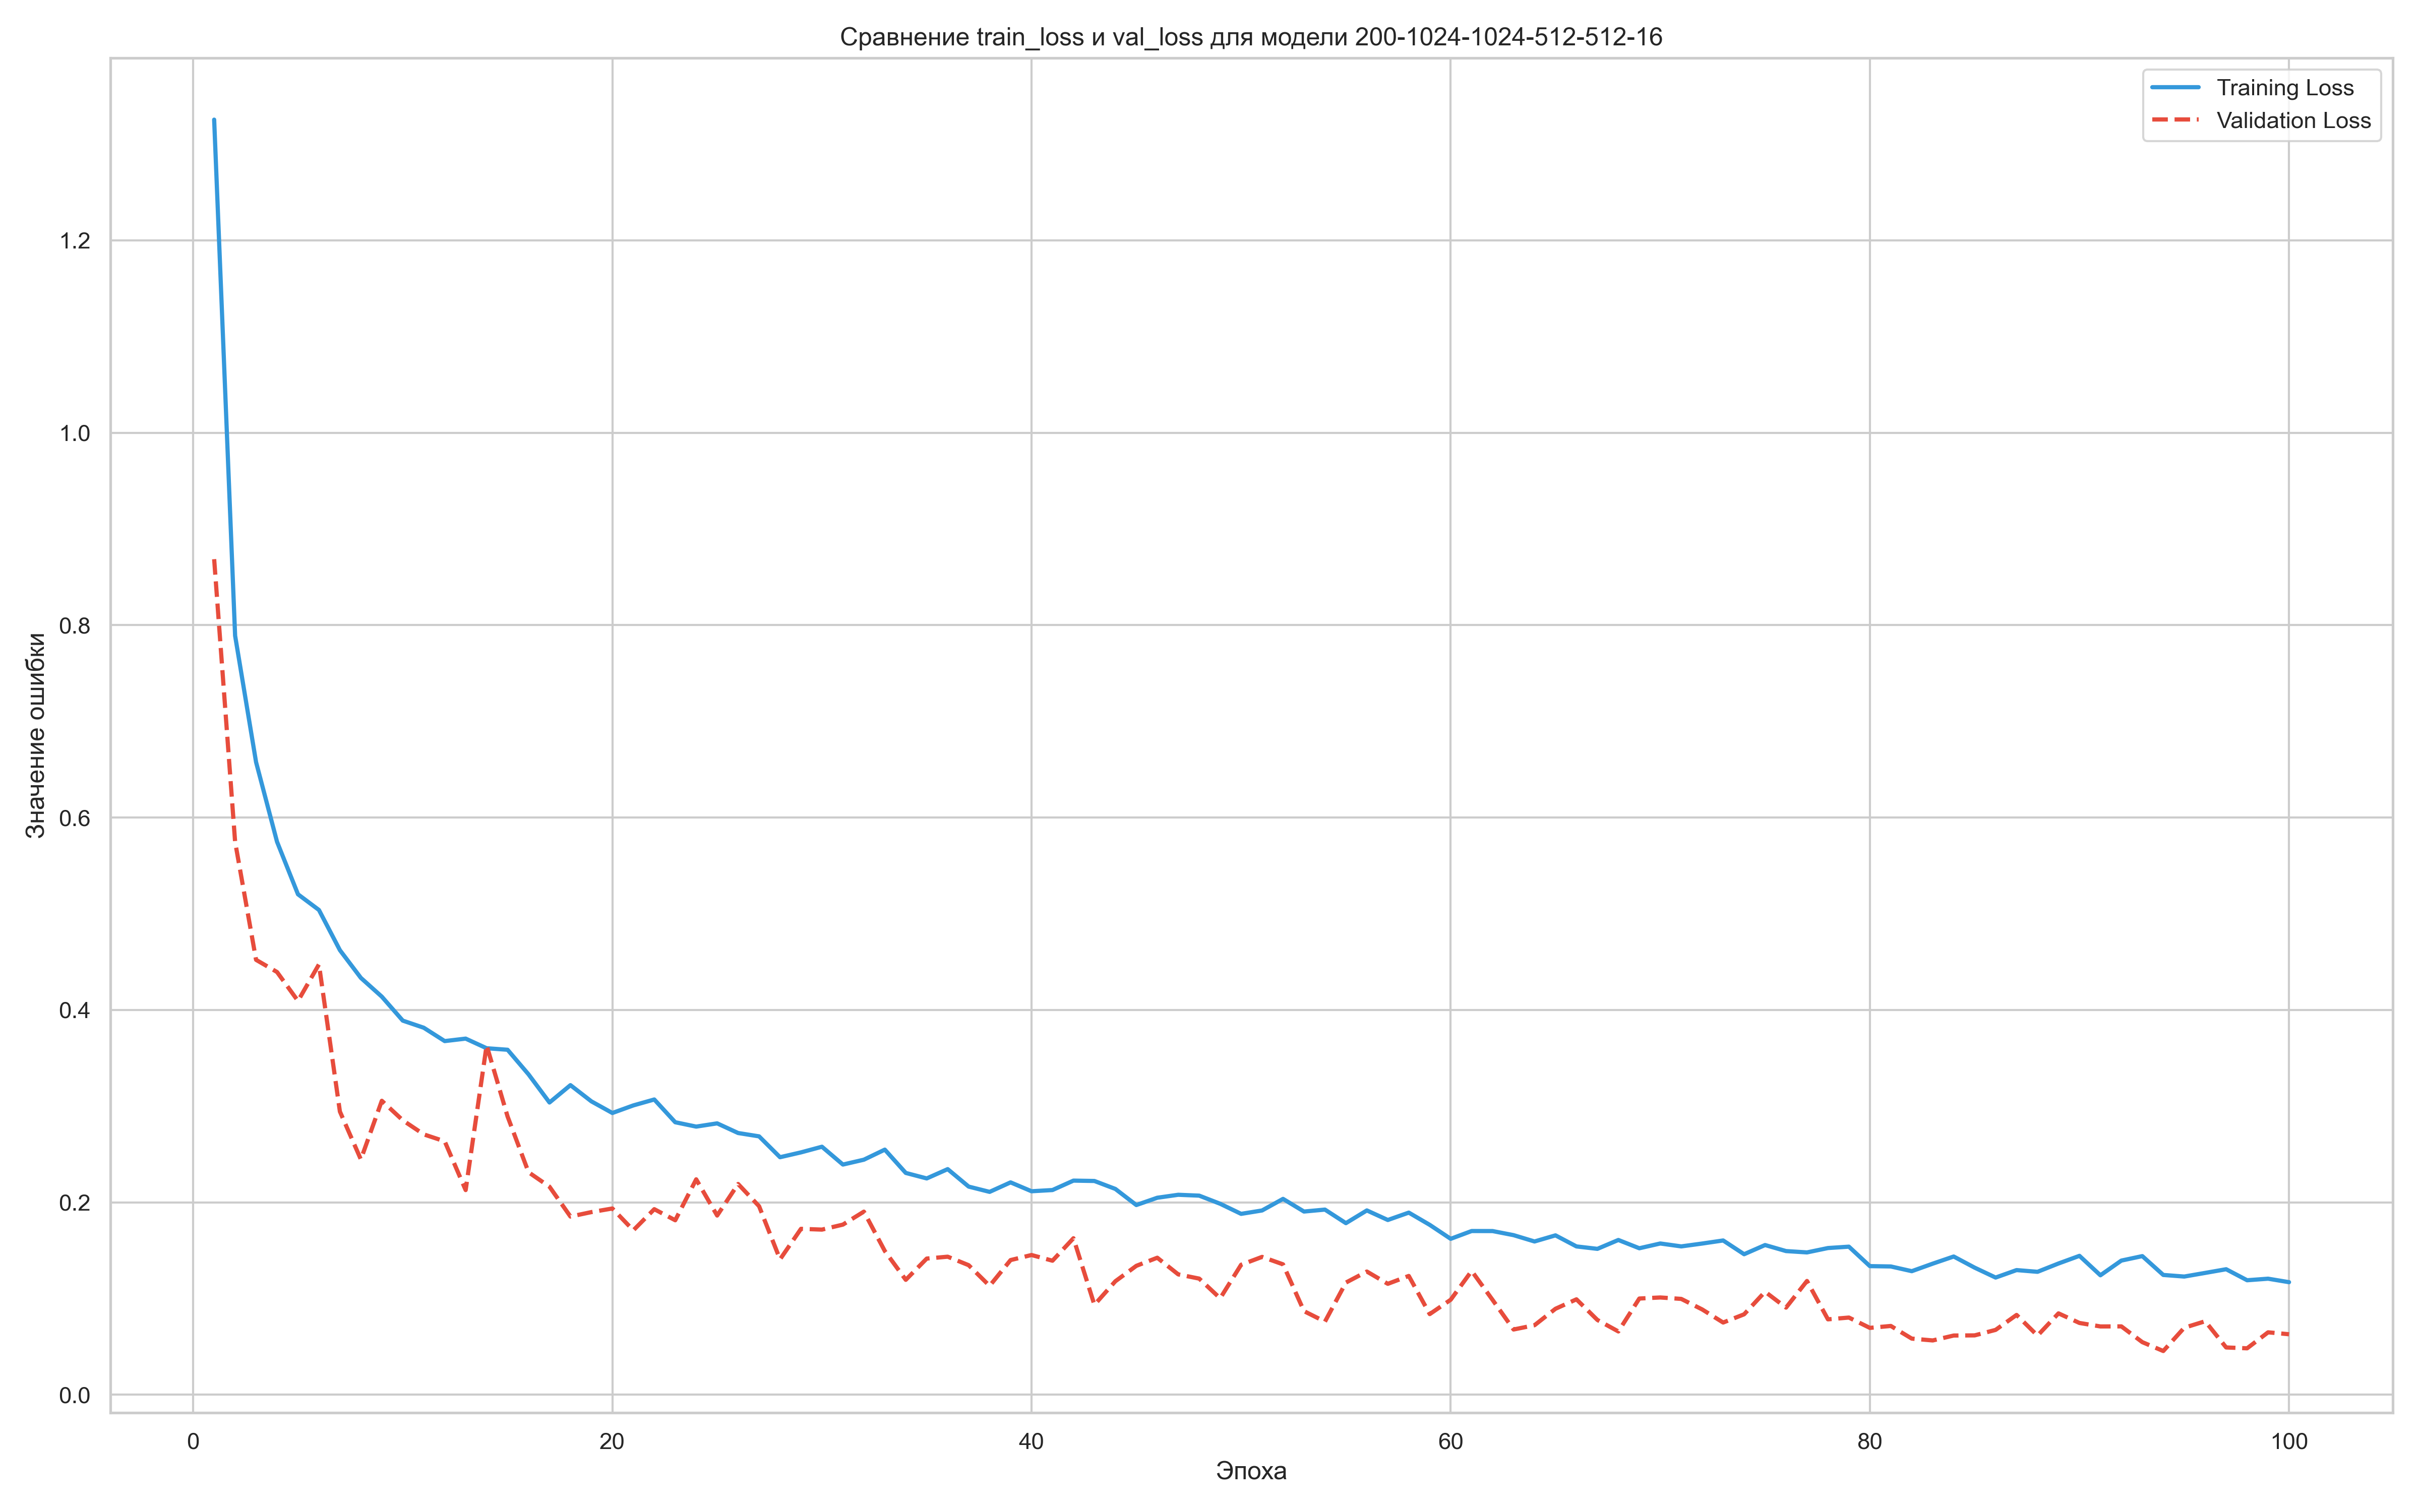 Сравнение train_loss и val_loss для модели 200-1024-1024-512-512-16
Training Loss
Validation Loss
Значение ошибки
1.2
1.0
0.8
0.6
0.4
0.2
0.0
0 20 40 60 80 100
Эпоха